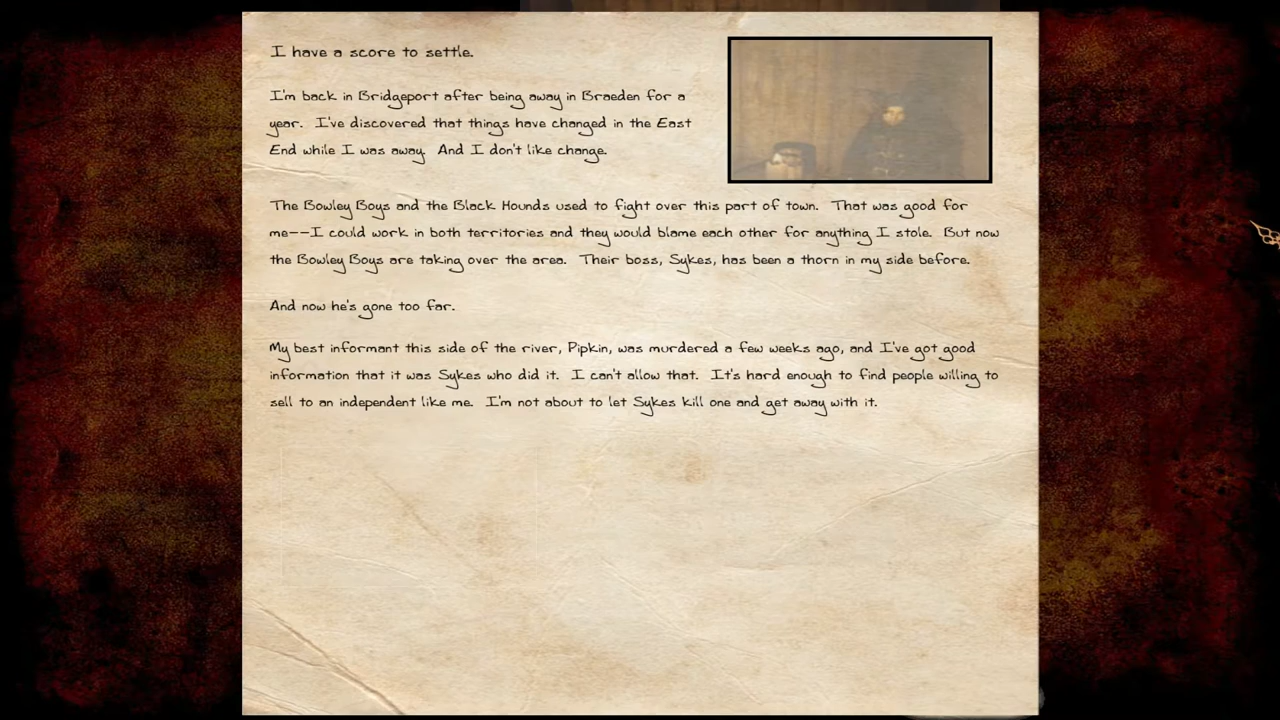 I have a score to settle.
I'm back in Bridgeport after being away in Braeden for a
year. I've discovered that things have changed in the East
End while I was away. And I don't like change.
The Bowley Boys and the Black Hounds used to fight over this part of town. That was good for
me--I could work in both territories and they would blame each other for anything I stole. But now
the Bowley Boys are taking over the area. Their boss, Sykes, has been a thorn in my side before.
And now he's gone too far.
My best informant this side of the river, Pipkin, was murdered a few weeks ago, and I've got good
information that it was Sykes who did it. I can't allow that. It's hard enough to find people willing to
sell to an independent like me. I'm not about to let Sykes kill one and get away with it.